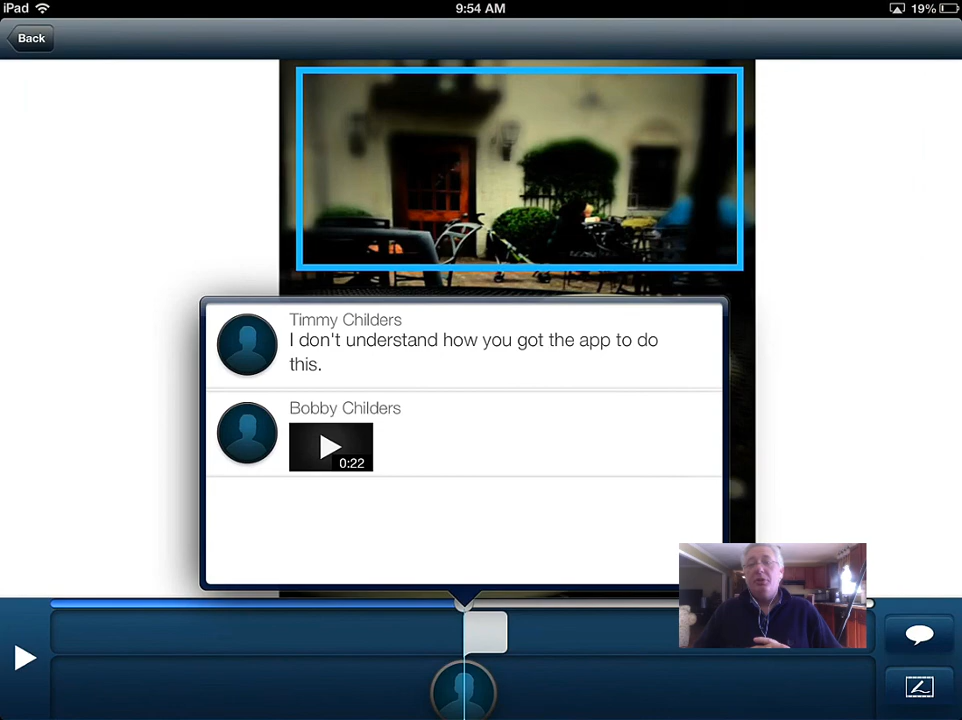 iPad 9:54 AM 19%
Back
Timmy Childers
I don't understand how you got the app to do
this.
Bobby Childers
0:22